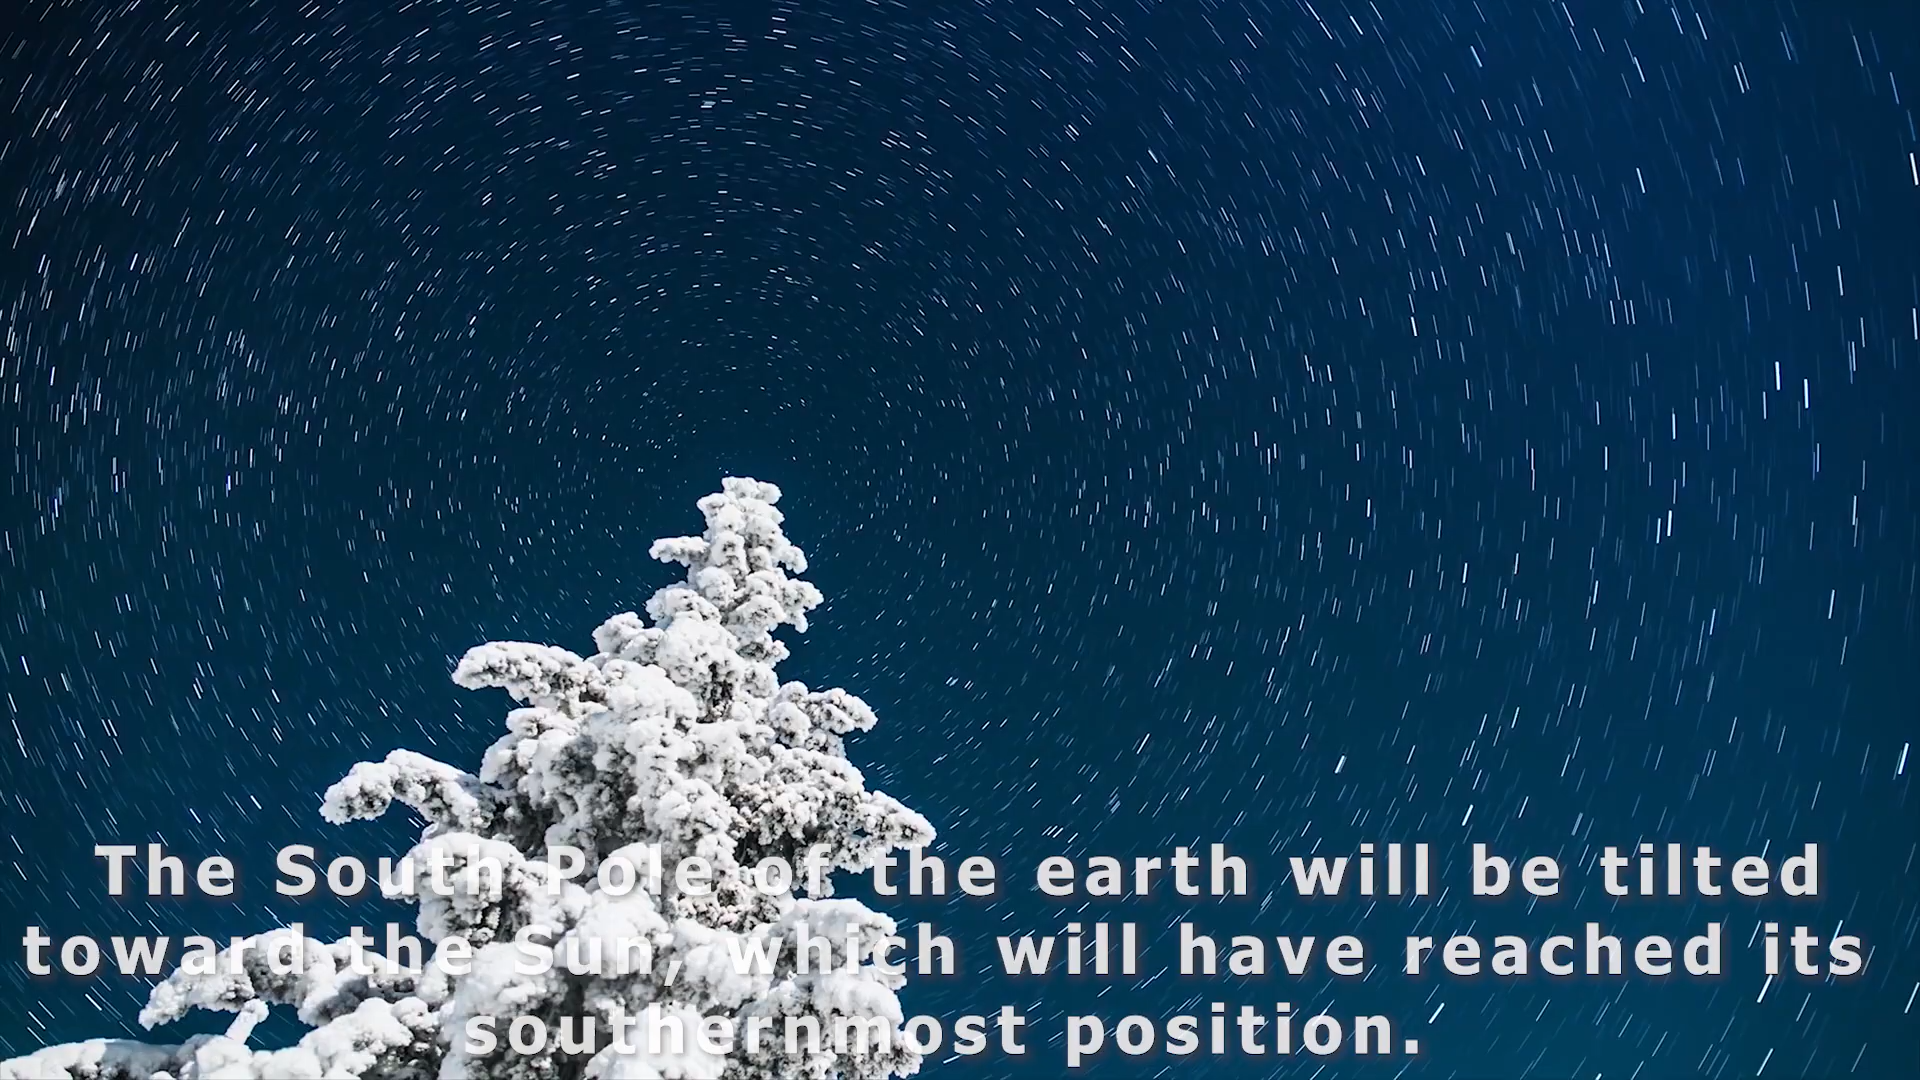 The South Pole of the earth will be tilted
toward the Sun, which will have reached its
southernmost position.